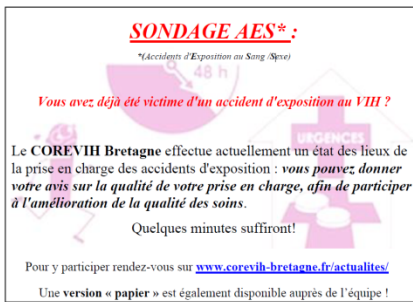 SONDAGE AES* :
*(Accidents d'Exposition au Sang /Sexe)
48 h
Vous avez déjà été victime d'un accident d'exposition au VIH ?
URGENCES
Le COREVIH Bretagne effectue actuellement un état des lieux de
la prise en charge des accidents d'exposition : vous pouvez donner
votre avis sur la qualité de votre prise en charge, afin de participer
à l'amélioration de la qualité des soins.
Quelques minutes suffiront!
Pour y participer rendez-vous sur www.corevih-bretagne.fr/actualites/
Une version « papier » est également disponible auprès de l'équipe !